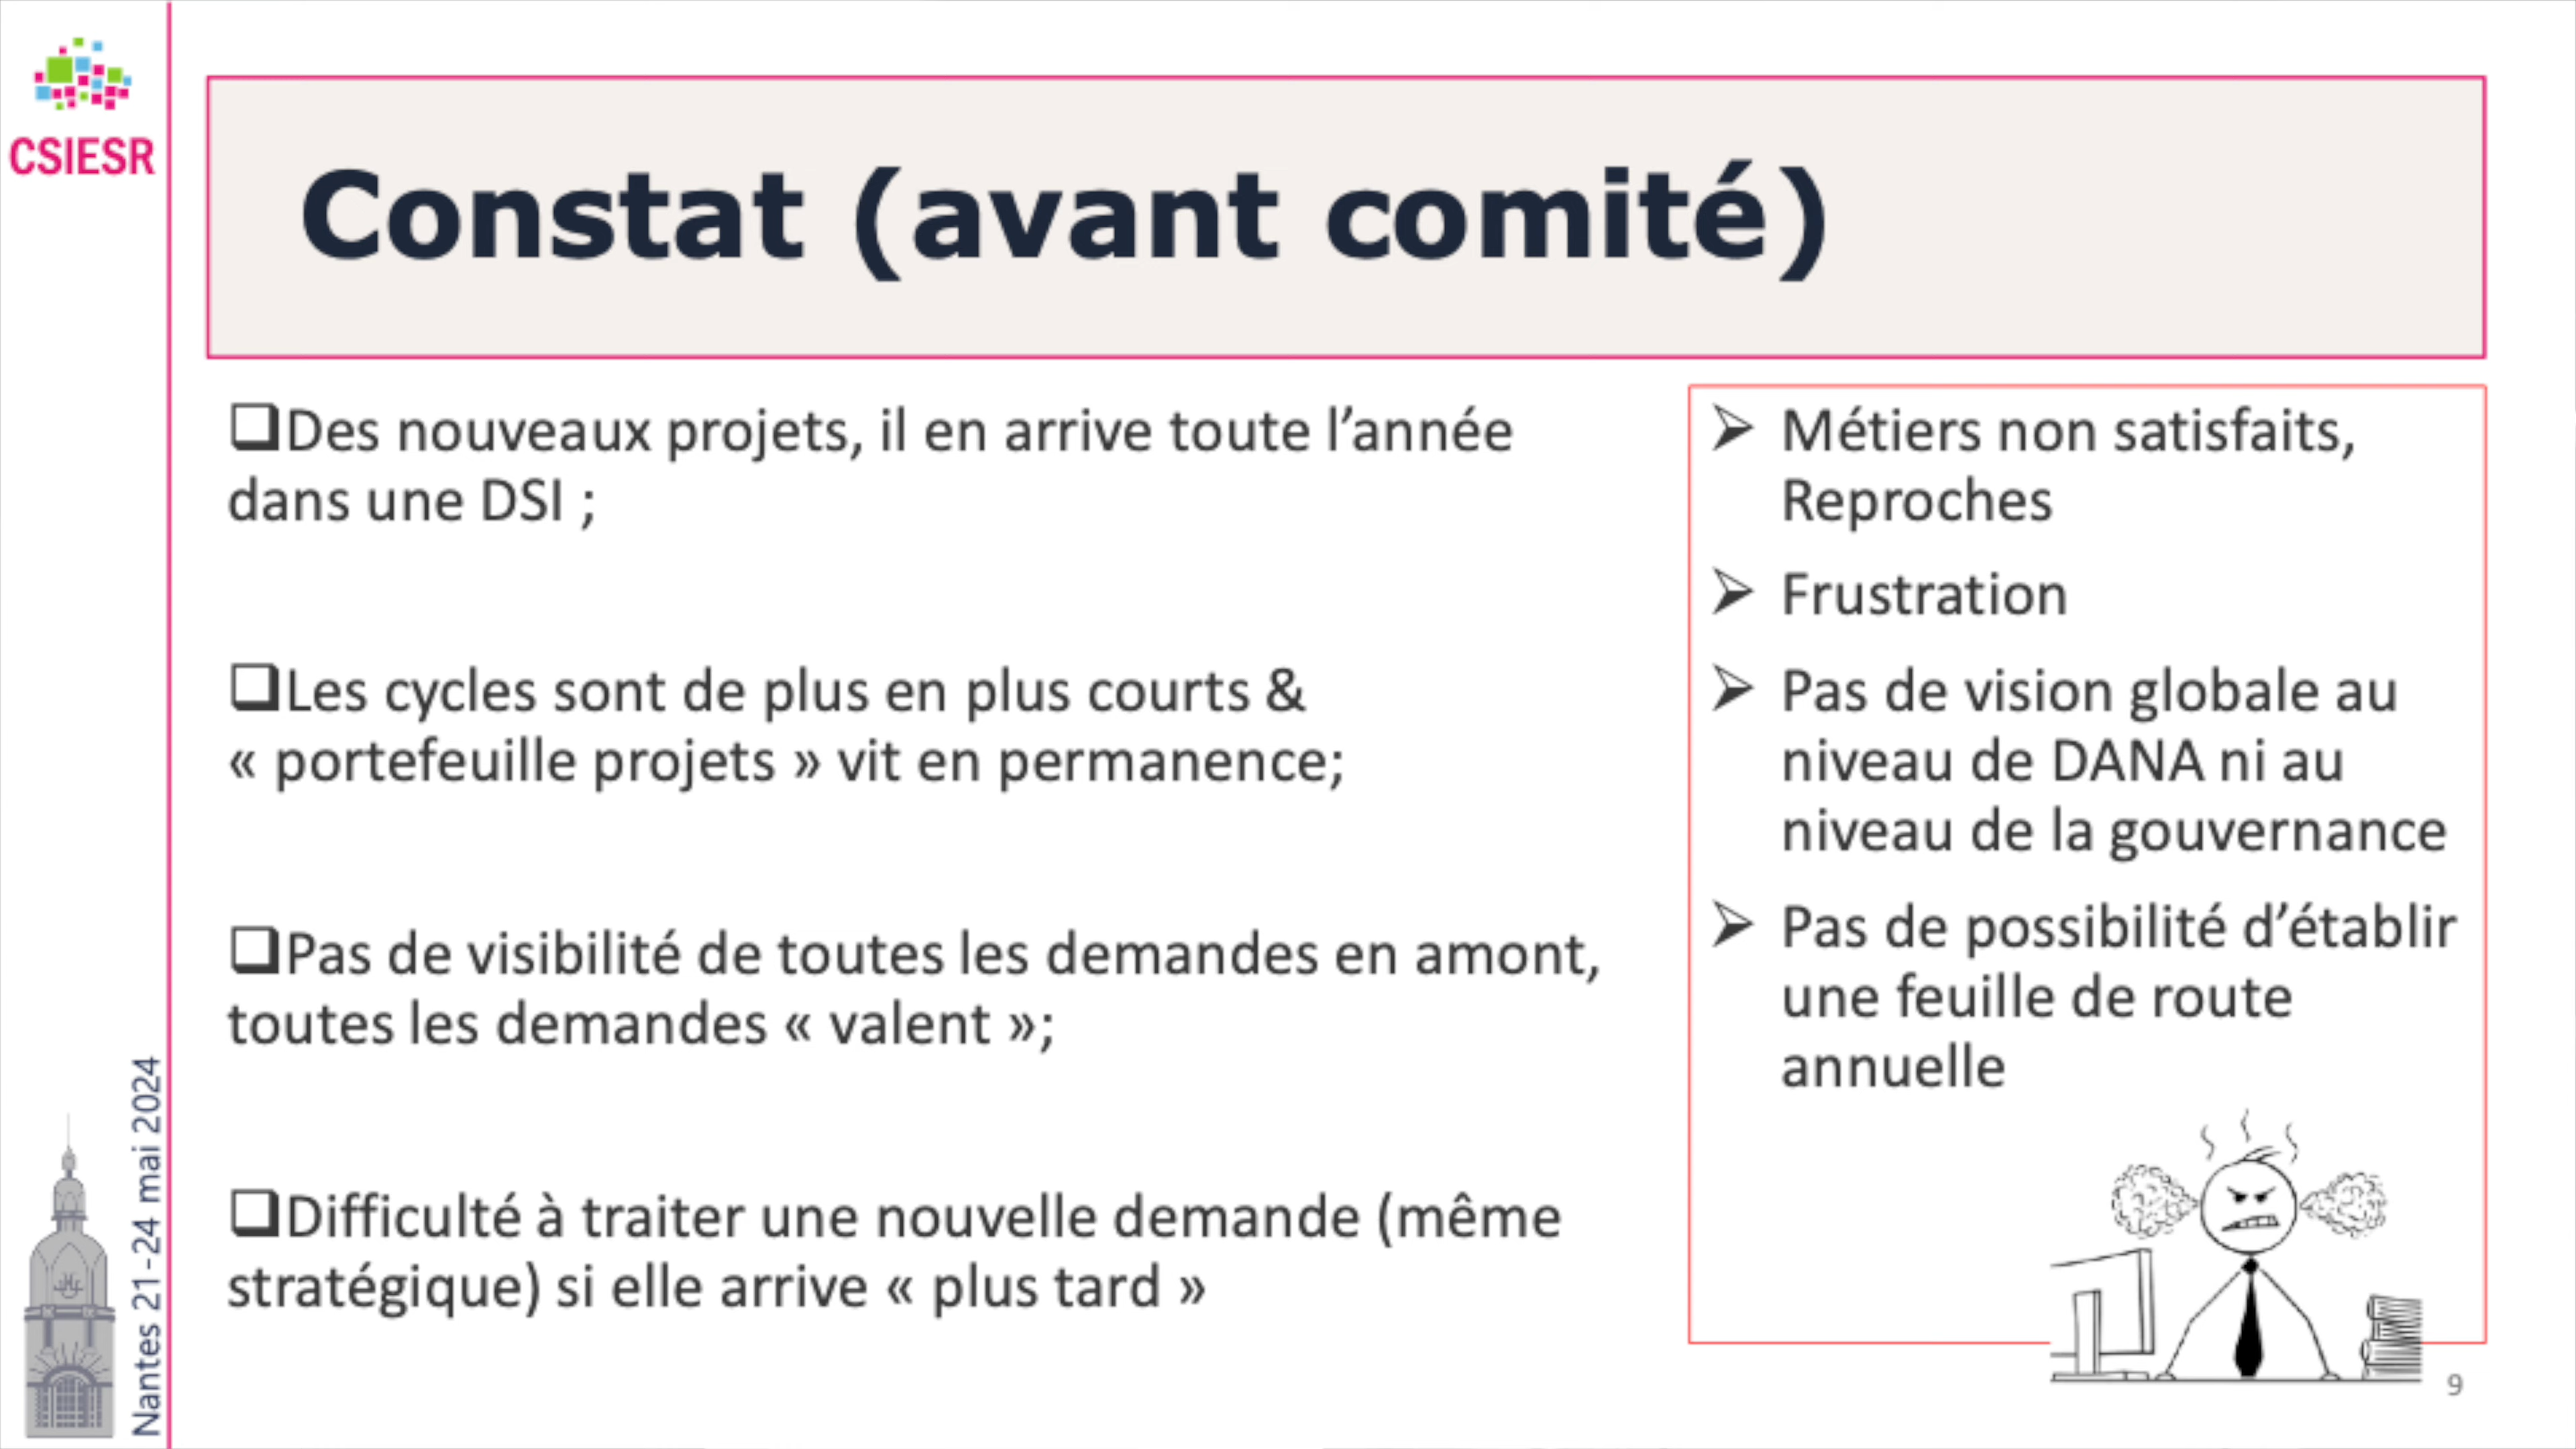 CSIESR
Constat (avant comité)
❑Des nouveaux projets, il en arrive toute l’année
dans une DSI ;
❑Les cycles sont de plus en plus courts &
« portefeuille projets » vit en permanence;
❑Pas de visibilité de toutes les demandes en amont,
toutes les demandes « valent »;
❑Difficulté à traiter une nouvelle demande (même
stratégique) si elle arrive « plus tard »
➢ Métiers non satisfaits,
Reproches
➢ Frustration
➢ Pas de vision globale au
niveau de DANA ni au
niveau de la gouvernance
➢ Pas de possibilité d’établir
une feuille de route
annuelle
Nantes 21-24 mai 2024
9